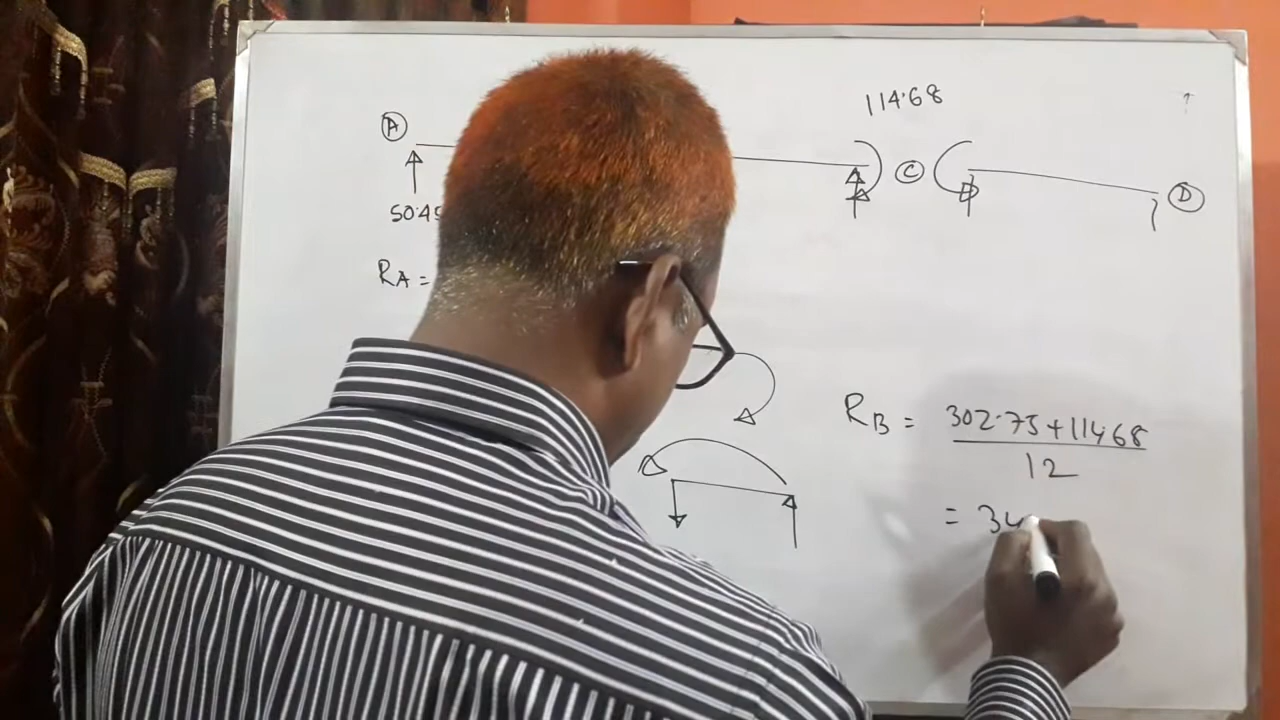 114.68
A
C
D
50.45
RA =
RB = 302.75+114.68
12
= 34